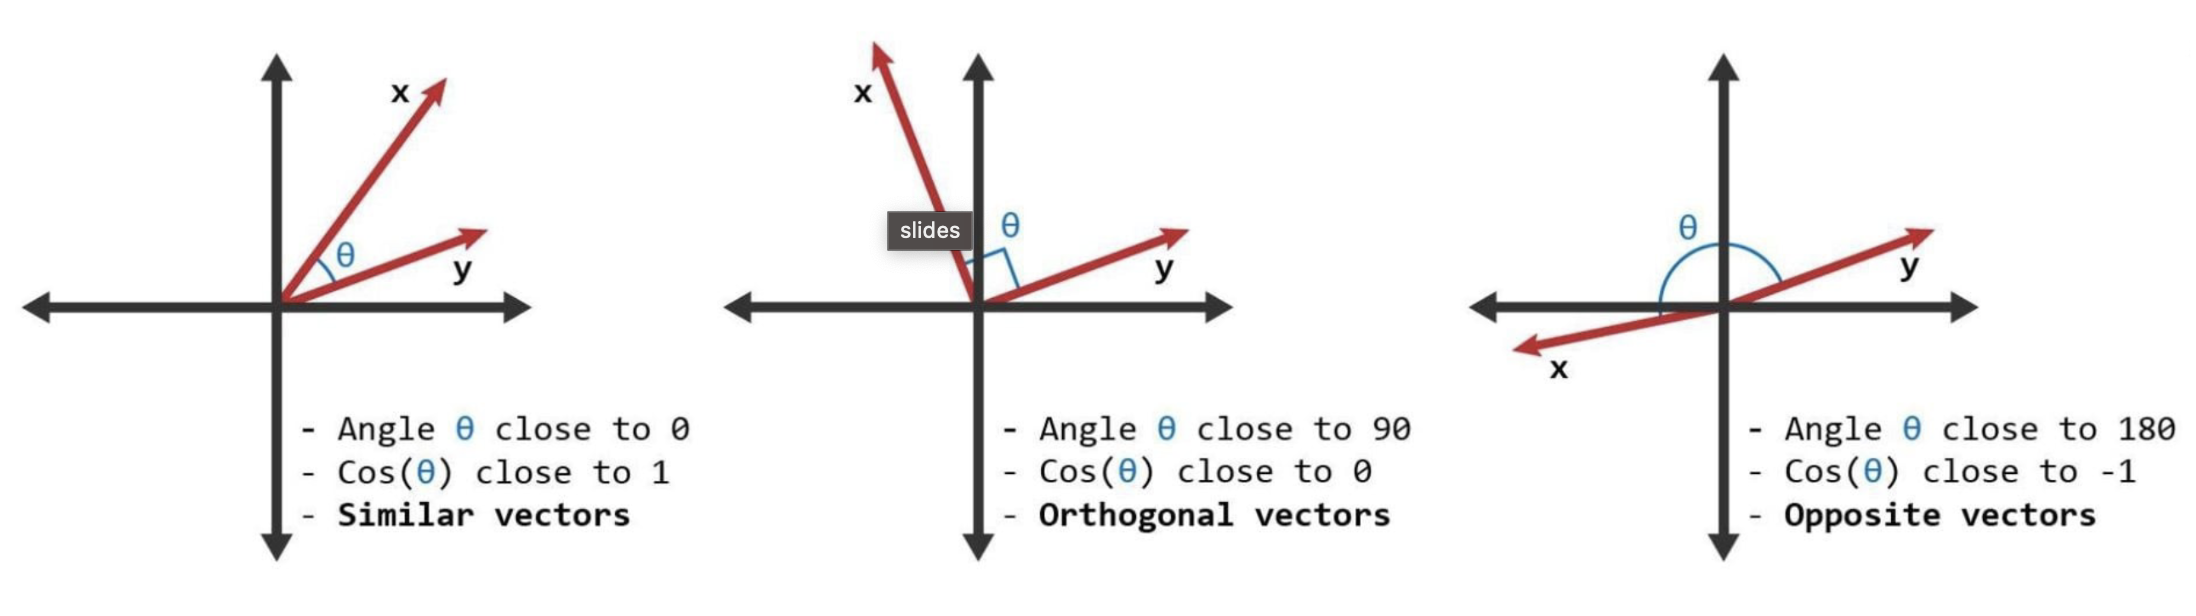 x
θ
y
- Angle θ close to 0
- Cos(θ) close to 1
- Similar vectors
x
slides
θ
y
- Angle θ close to 90
- Cos(θ) close to 0
- Orthogonal vectors
θ
y
x
- Angle θ close to 180
- Cos(θ) close to -1
- Opposite vectors